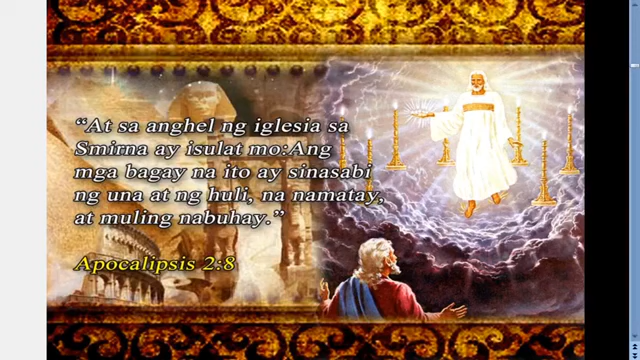 “At sa anghel ng iglesia sa
Smirna ay isulat mo:Ang
mga bagay na ito ay sinasabi
ng una at ng huli, na namatay,
at muling nabuhay.”
Apocalipsis 2:8